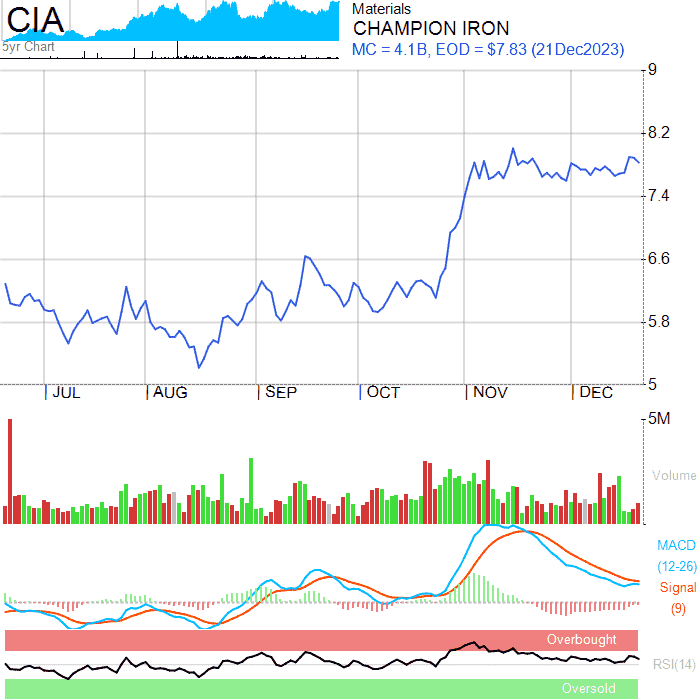 CIA
5yr Chart
Materials
CHAMPION IRON
MC = 4.1B, EOD = $7.83 (21Dec2023)
9
8.2
7.4
6.6
5.8
5
JUL
AUG
SEP
OCT
NOV
DEC
5M
Volume
MACD
(12-26)
Signal
(9)
Overbought
RSI(14)
Oversold